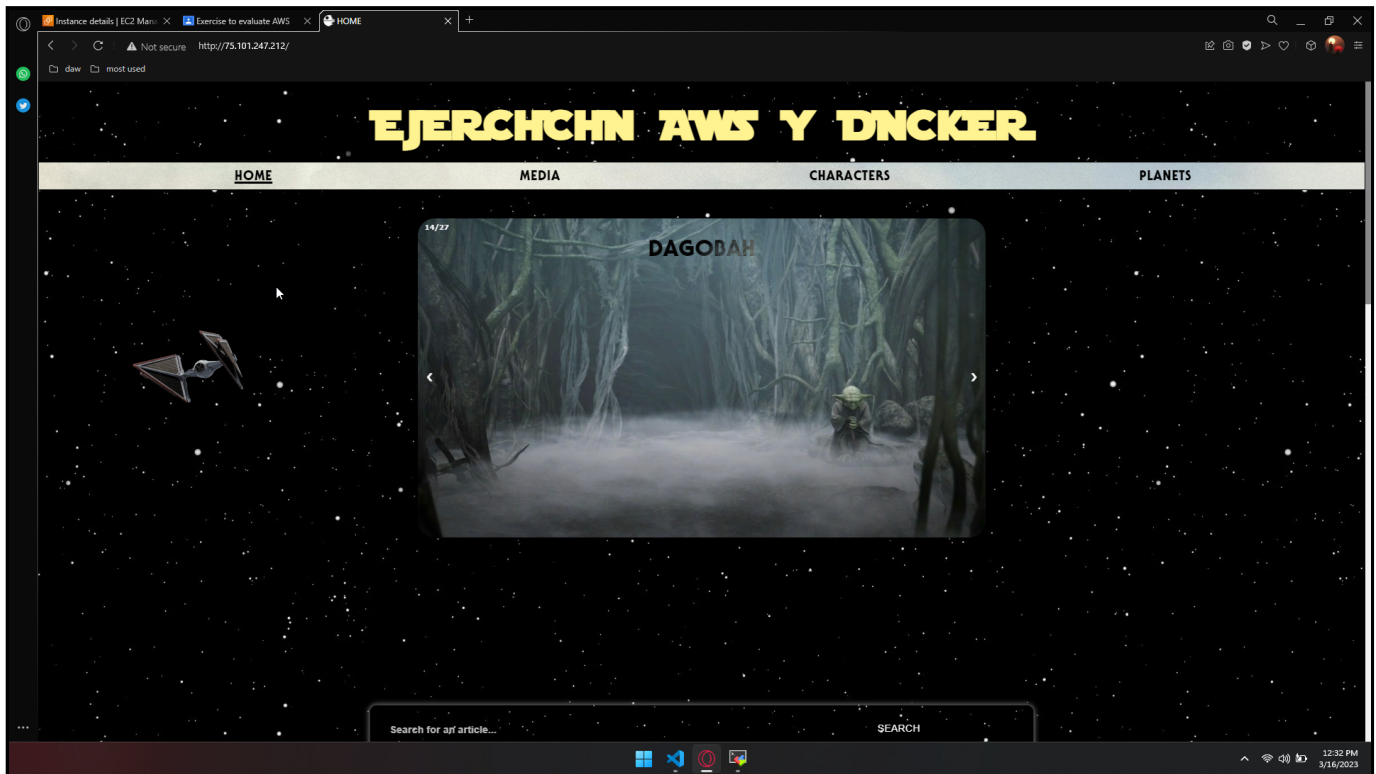 Instance details | EC2 Mana
Exercise to evaluate AWS
HOME
Not secure
http://75.101.247.212/
daw
most used
EJERCHCHN AWS Y DNCKER
HOME
MEDIA
CHARACTERS
PLANETS
14/27
DAGOBAH
Search for an article...
SEARCH
12:32 PM
3/16/2023